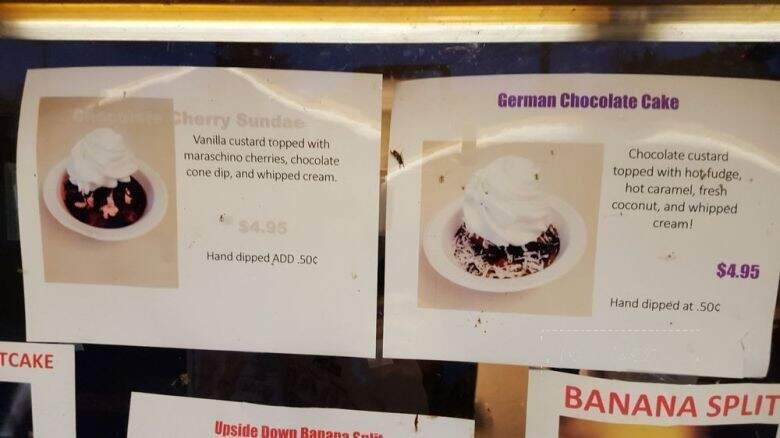 Chocolate Cherry Sundae
Vanilla custard topped with
maraschino cherries, chocolate
cone dip, and whipped cream.
$4.95
Hand dipped ADD .50¢
German Chocolate Cake
Chocolate custard
topped with hot fudge,
hot caramel, fresh
coconut, and whipped
cream!
$4.95
Hand dipped at .50¢
TCAKE
Upside Down Banana Split
BANANA SPLIT